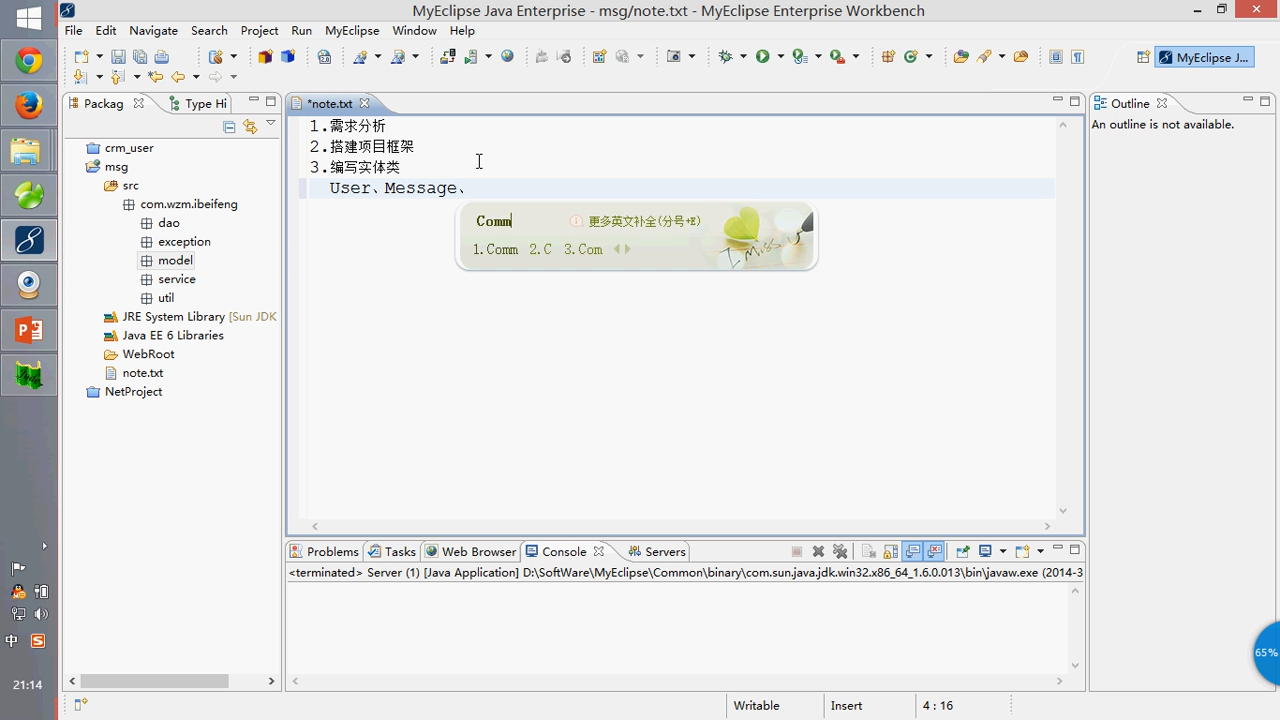 MyEclipse Java Enterprise - msg/note.txt - MyEclipse Enterprise Workbench
File Edit Navigate Search Project Run MyEclipse Window Help
MyEclipse J...
Packag Type Hi
*note.txt
Outline
An outline is not available.
crm_user
msg
src
com.wzm.ibeifeng
dao
exception
model
service
util
JRE System Library [Sun JDK
Java EE 6 Libraries
WebRoot
note.txt
NetProject
1.需求分析
2.搭建项目框架
3.编写实体类
User、Message、
Comm 更多英文补全(分号+E)
1.Comm 2.C 3.Com
I Miss U
Problems Tasks Web Browser Console Servers
<terminated> Server (1) [Java Application] D:\SoftWare\MyEclipse\Common\binary\com.sun.java.jdk.win32.x86_64_1.6.0.013\bin\javaw.exe (2014-3
中
21:14
65%
Writable Insert 4 : 16